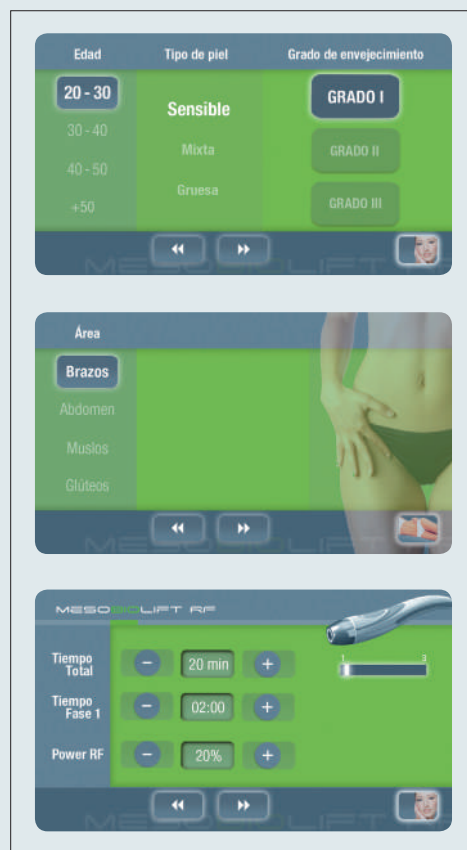 Edad Tipo de piel Grado de envejecimiento
20 - 30 Sensible GRADO I
30 - 40 Mixta GRADO II
40 - 50 Gruesa GRADO III
+50
Área
Brazos
Abdomen
Muslos
Glúteos
MESOBIOLIFT RF
1 3
Tiempo Total - 20 min +
Tiempo Fase 1 - 02:00 +
Power RF - 20% +